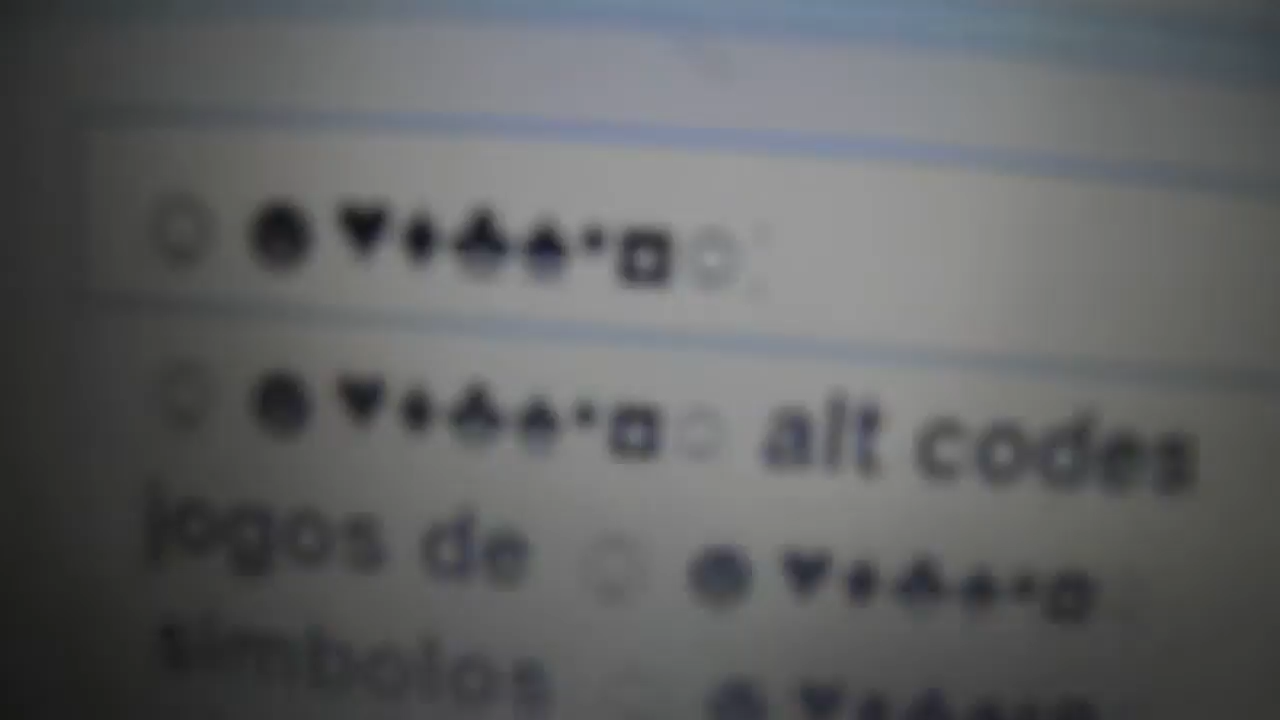 ☺☻♥♦♣♠•◘○
☺☻♥♦♣♠•◘○ alt codes
jogos de ☺☻♥♦♣♠•◘
simbolos ☺☻♥♦♣♠•◘